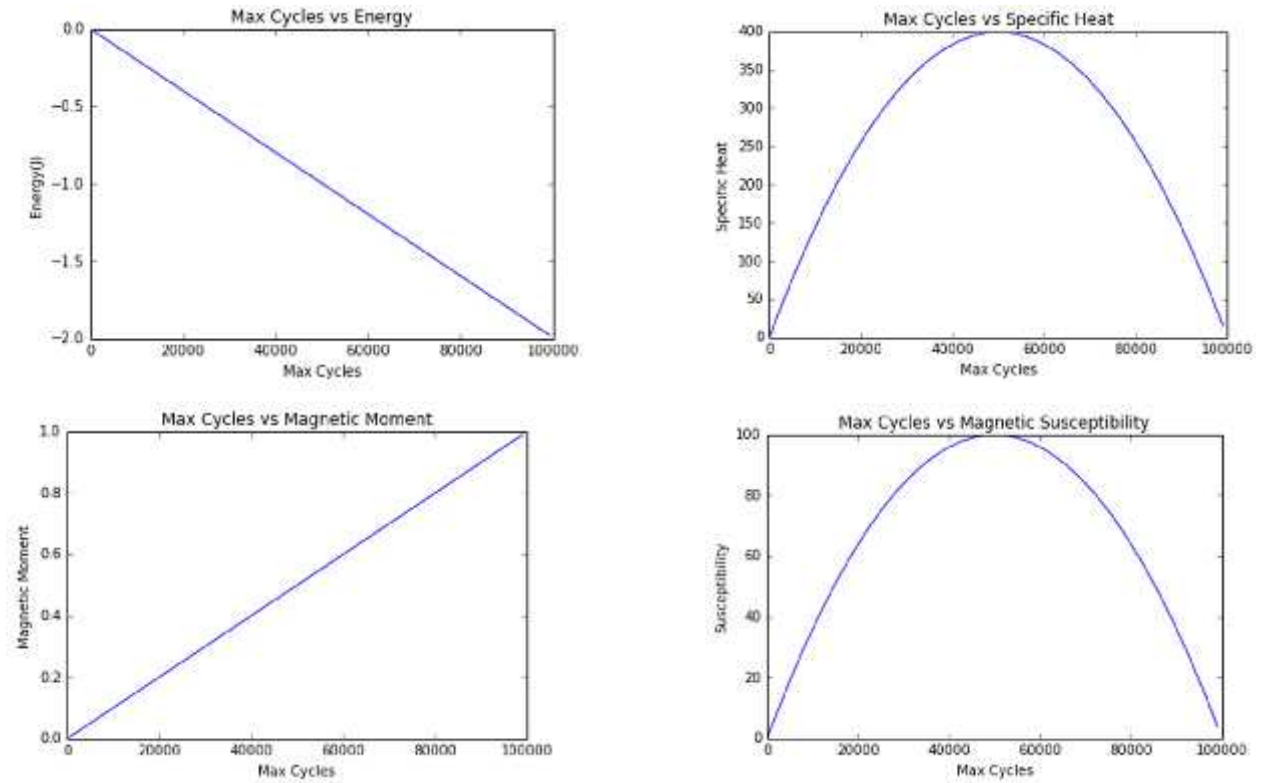 Max Cycles vs Energy
0.0
−0.5
−1.0
−1.5
−2.0
Energy(J)
0 20000 40000 60000 80000 100000
Max Cycles
Max Cycles vs Specific Heat
400
350
300
250
200
150
100
50
0
Specific Heat
0 20000 40000 60000 80000 100000
Max Cycles
Max Cycles vs Magnetic Moment
1.0
0.8
0.6
0.4
0.2
0.0
Magnetic Moment
0 20000 40000 60000 80000 100000
Max Cycles
Max Cycles vs Magnetic Susceptibility
100
80
60
40
20
0
Susceptibility
0 20000 40000 60000 80000 100000
Max Cycles